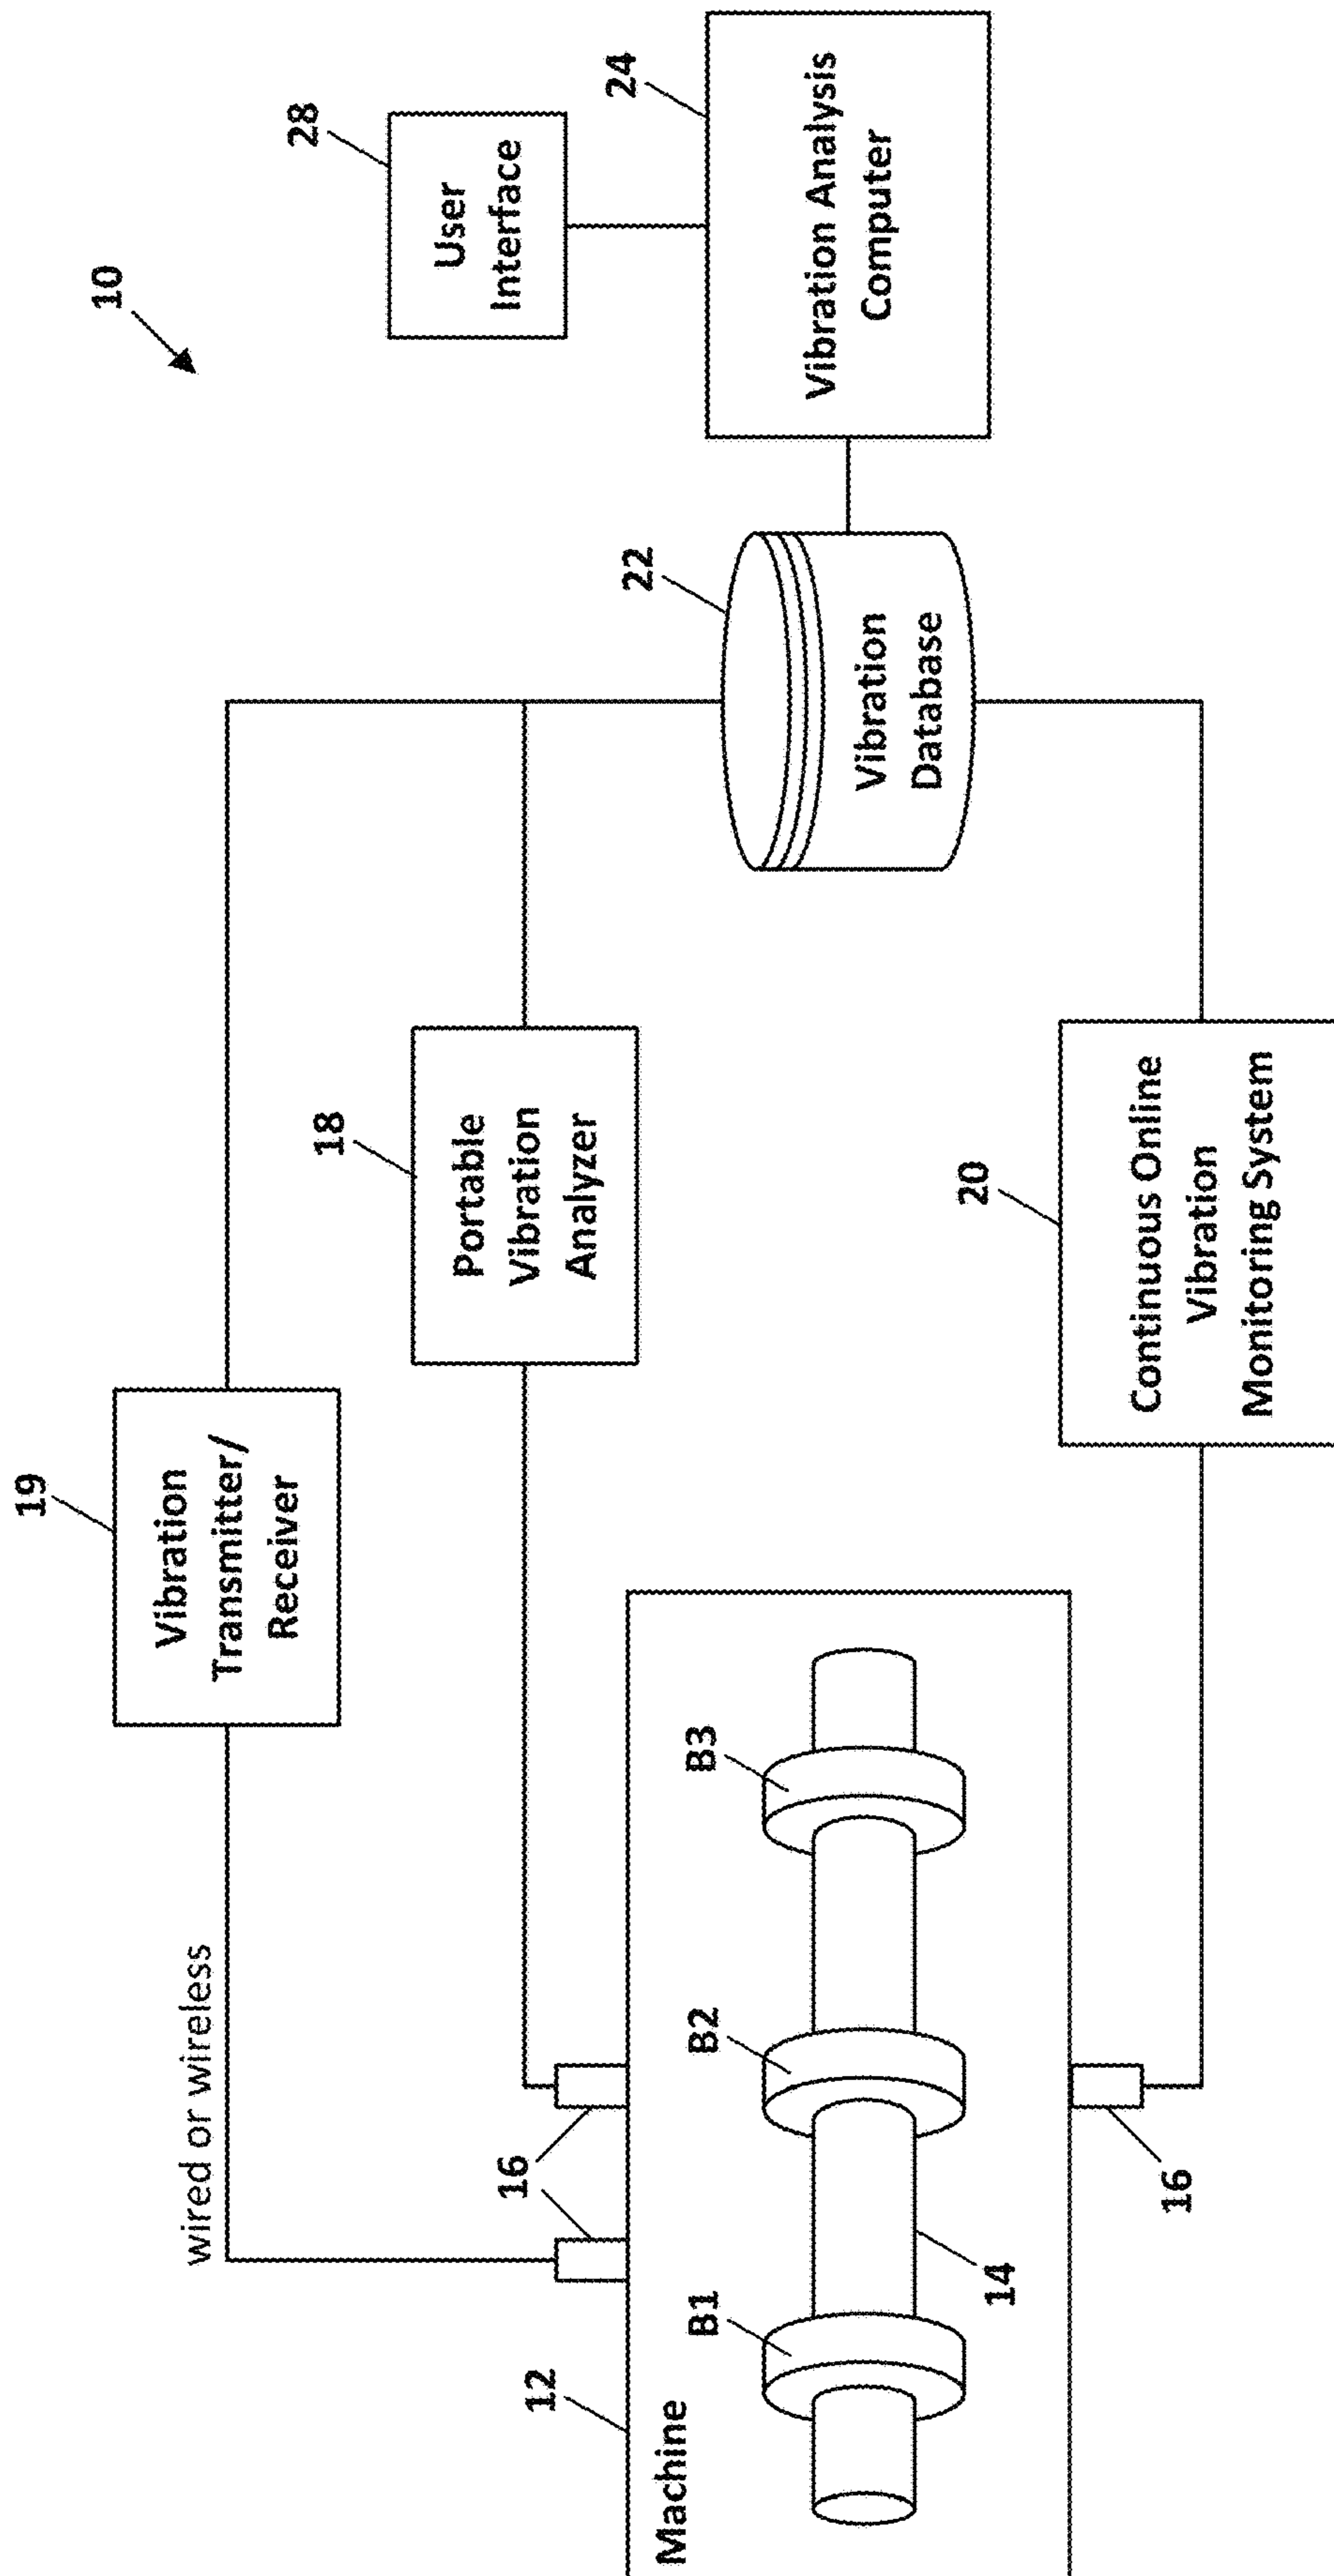 10
19
Vibration
Transmitter/
Receiver
wired or wireless
28
User
Interface
18
Portable
Vibration
Analyzer
24
Vibration Analysis
Computer
22
Vibration
Database
12
16
Machine
B1
B2
B3
14
16
20
Continuous Online
Vibration
Monitoring System